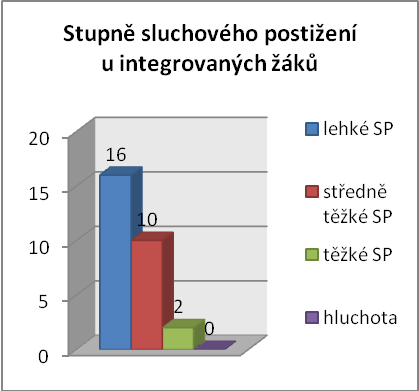 Stupně sluchového postižení
u integrovaných žáků
20
15
10
5
0
16
10
2
0
lehké SP
středně
těžké SP
těžké SP
hluchota